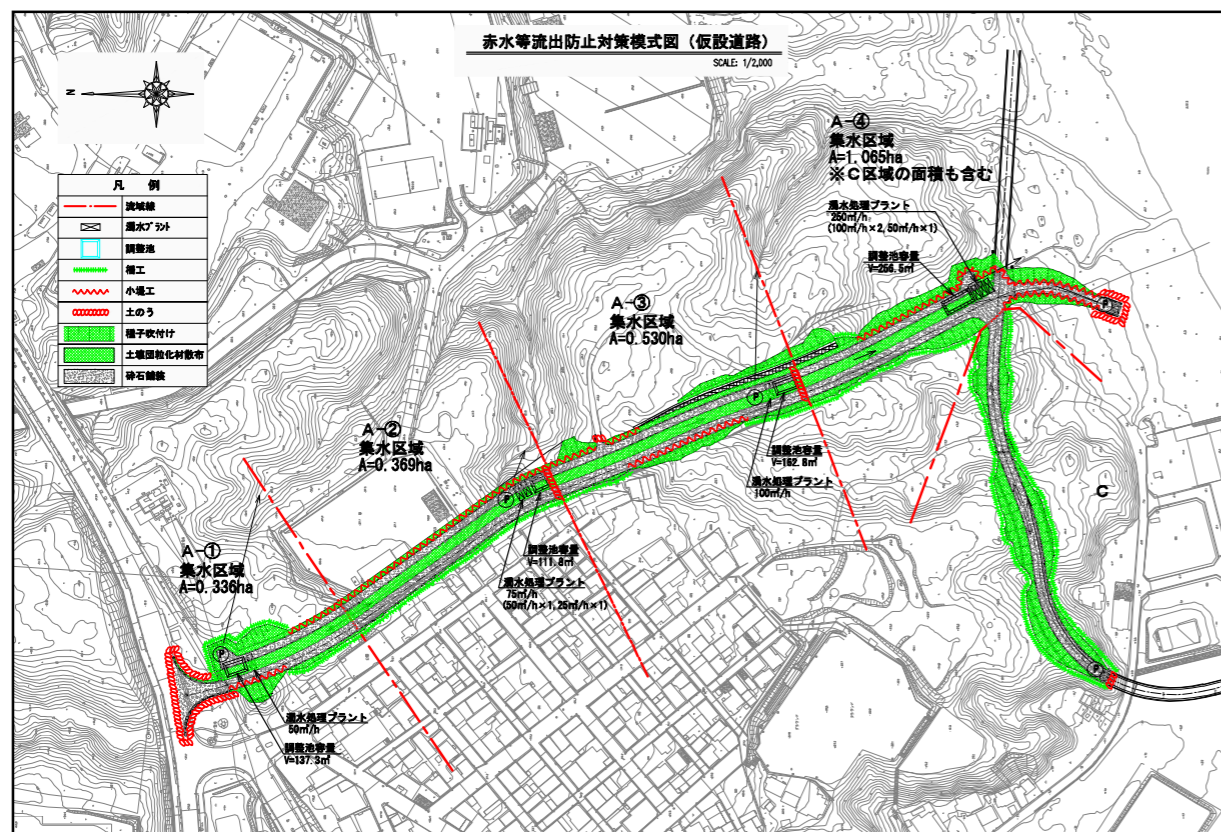 赤水等流出防止対策模式図（仮設道路）
SCALE: 1/2,000
N
凡 例
流域線
濁水プラント
調整池
柵工
小堤工
土のう
種子吹付け
土壌団粒化材散布
砕石舗装
A-④
集水区域
A=1.065ha
※C区域の面積も含む
濁水処理プラント
250㎥/h
(100㎥/h×2,50㎥/h×1)
調整池容量
V=256.5㎥
A-③
集水区域
A=0.530ha
P
P
調整池容量
V=162.8㎥
濁水処理プラント
100㎥/h
A-②
集水区域
A=0.369ha
P
調整池容量
V=111.8㎥
濁水処理プラント
75㎥/h
(50㎥/h×1,25㎥/h×1)
C
A-①
集水区域
A=0.336ha
P
P
濁水処理プラント
50㎥/h
調整池容量
V=137.3㎥